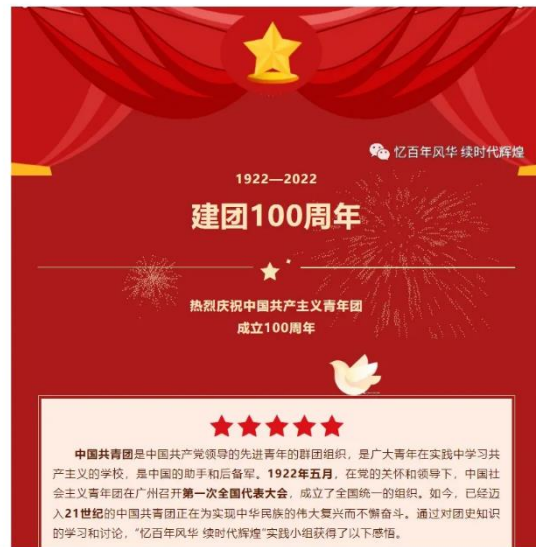 忆百年风华 续时代辉煌
1922—2022
建团100周年
热烈庆祝中国共产主义青年团
成立100周年
中国共青团是中国共产党领导的先进青年的群团组织，是广大青年在实践中学习共
产主义的学校，是中国的助手和后备军。1922年五月，在党的关怀和领导下，中国社
会主义青年团在广州召开第一次全国代表大会，成立了全国统一的组织。如今，已经迈
入21世纪的中国共青团正在为实现中华民族的伟大复兴而不懈奋斗。通过对团史知识
的学习和讨论，“忆百年风华 续时代辉煌”实践小组获得了以下感悟。